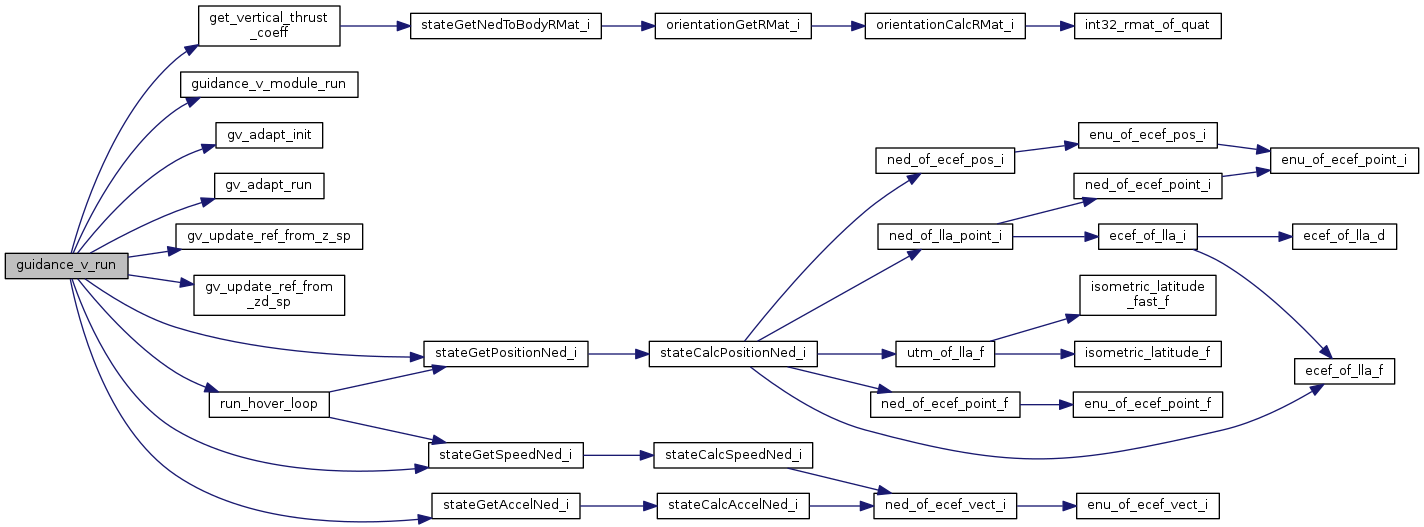 get_vertical_thrust
_coeff
stateGetNedToBodyRMat_i
orientationGetRMat_i
orientationCalcRMat_i
int32_rmat_of_quat
guidance_v_module_run
gv_adapt_init
enu_of_ecef_pos_i
ned_of_ecef_pos_i
enu_of_ecef_point_i
gv_adapt_run
ned_of_ecef_point_i
gv_update_ref_from_z_sp
ned_of_lla_point_i
ecef_of_lla_i
ecef_of_lla_d
guidance_v_run
gv_update_ref_from
_zd_sp
isometric_latitude
_fast_f
stateGetPositionNed_i
stateCalcPositionNed_i
utm_of_lla_f
isometric_latitude_f
ecef_of_lla_f
run_hover_loop
ned_of_ecef_point_f
enu_of_ecef_point_f
stateGetSpeedNed_i
stateCalcSpeedNed_i
stateGetAccelNed_i
stateCalcAccelNed_i
ned_of_ecef_vect_i
enu_of_ecef_vect_i